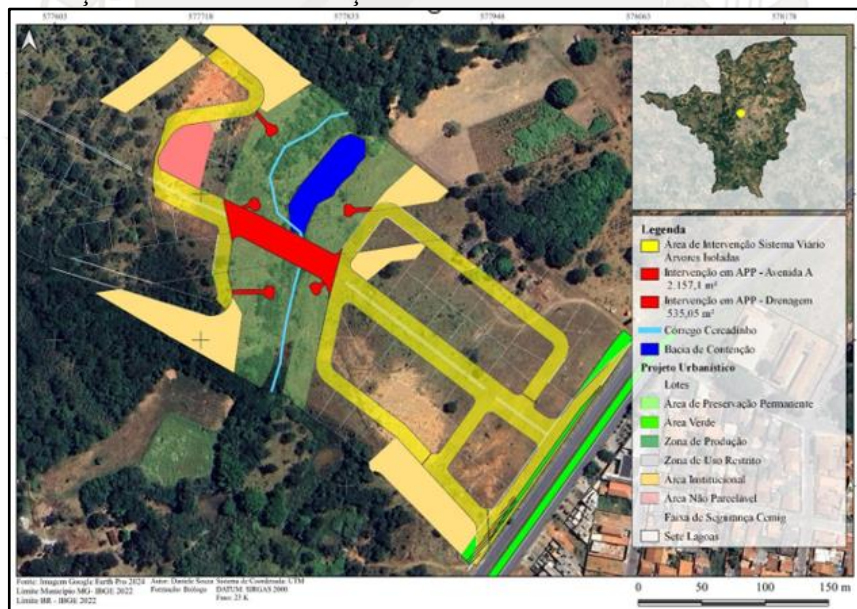 577603
577718
577833
577948
578063
578178
Legenda
Área de Intervenção Sistema Viário
Árvores Isoladas
Intervenção em APP - Avenida A
2.157,1 m²
Intervenção em APP - Drenagem
535,05 m²
Córrego Cercadinho
Bacia de Contenção
Projeto Urbanístico
Lotes
Área de Preservação Permanente
Área Verde
Zona de Produção
Zona de Uso Restrito
Área Institucional
Área Não Parcelável
Faixa de Segurança Cemig
Sete Lagoas
Fonte: Imagem Google Earth Pro 2024 Autor: Daniele Souza Sistema de Coordenada: UTM
Limite Município MG- IBGE 2022 Formação: Biólogo DATUM: SIRGAS 2000
Limite BR - IBGE 2022 Fuso: 23 K
0 50 100 150 m